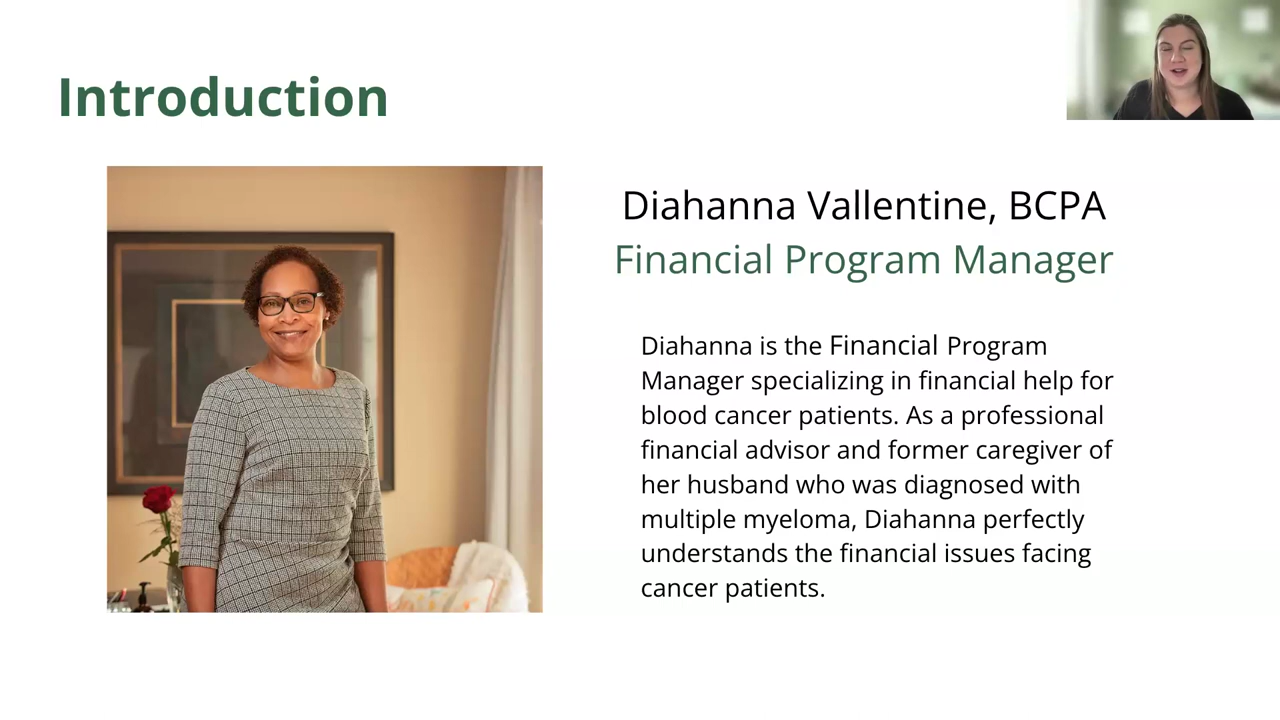 Introduction
Diahanna Vallentine, BCPA
Financial Program Manager
Diahanna is the Financial Program
Manager specializing in financial help for
blood cancer patients. As a professional
financial advisor and former caregiver of
her husband who was diagnosed with
multiple myeloma, Diahanna perfectly
understands the financial issues facing
cancer patients.